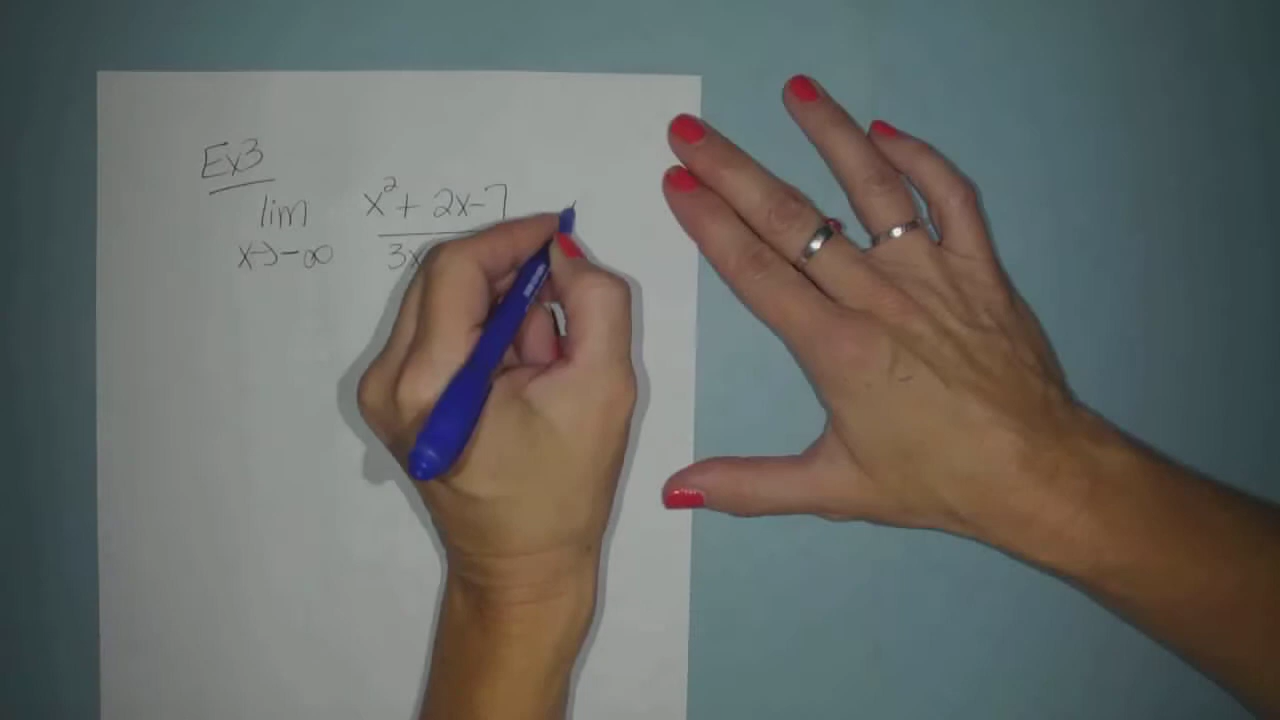 Ex3
lim x²+2x-7
x→-∞ 3x